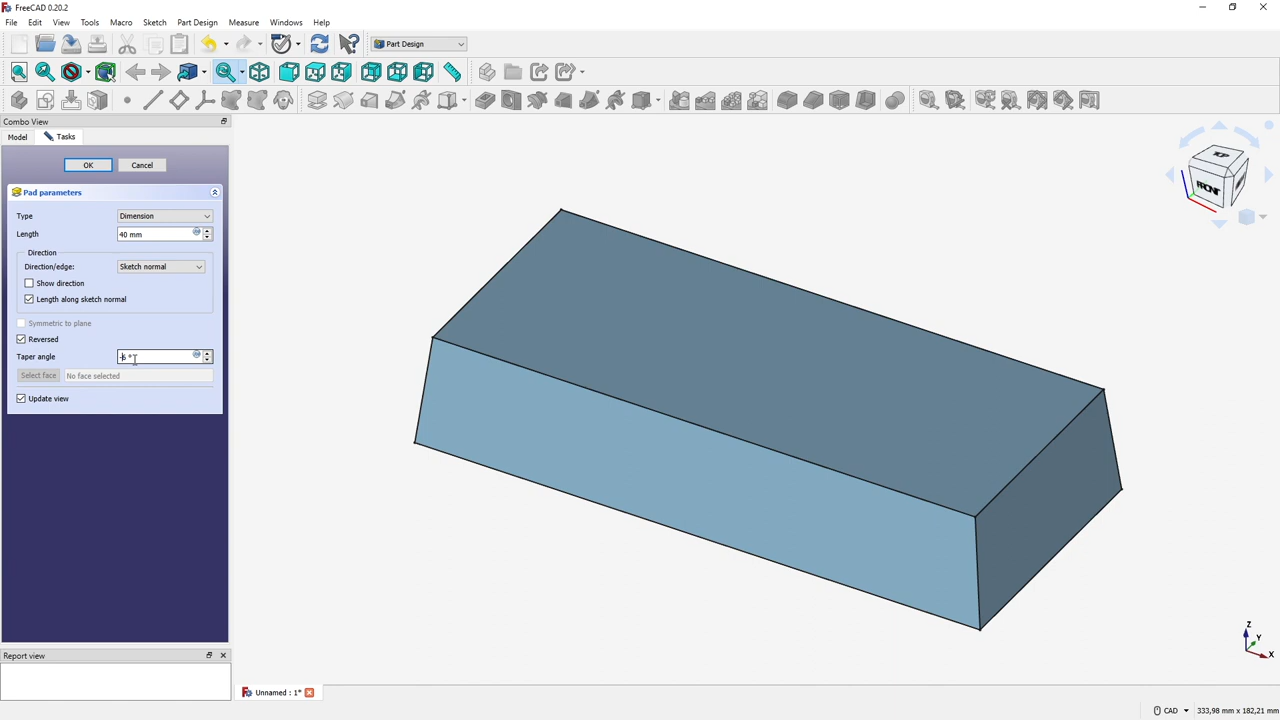 FreeCAD 0.20.2
File Edit View Tools Macro Sketch Part Design Measure Windows Help
Part Design
Combo View
Model Tasks
OK Cancel
Pad parameters
Type Dimension
Length 40 mm
Direction
Direction/edge: Sketch normal
Show direction
Length along sketch normal
Symmetric to plane
Reversed
Taper angle -6 °
Select face No face selected
Update view
TOP
FRONT
RIGHT
Z
Y
X
Report view
Unnamed : 1*
CAD 333,98 mm x 182,21 mm